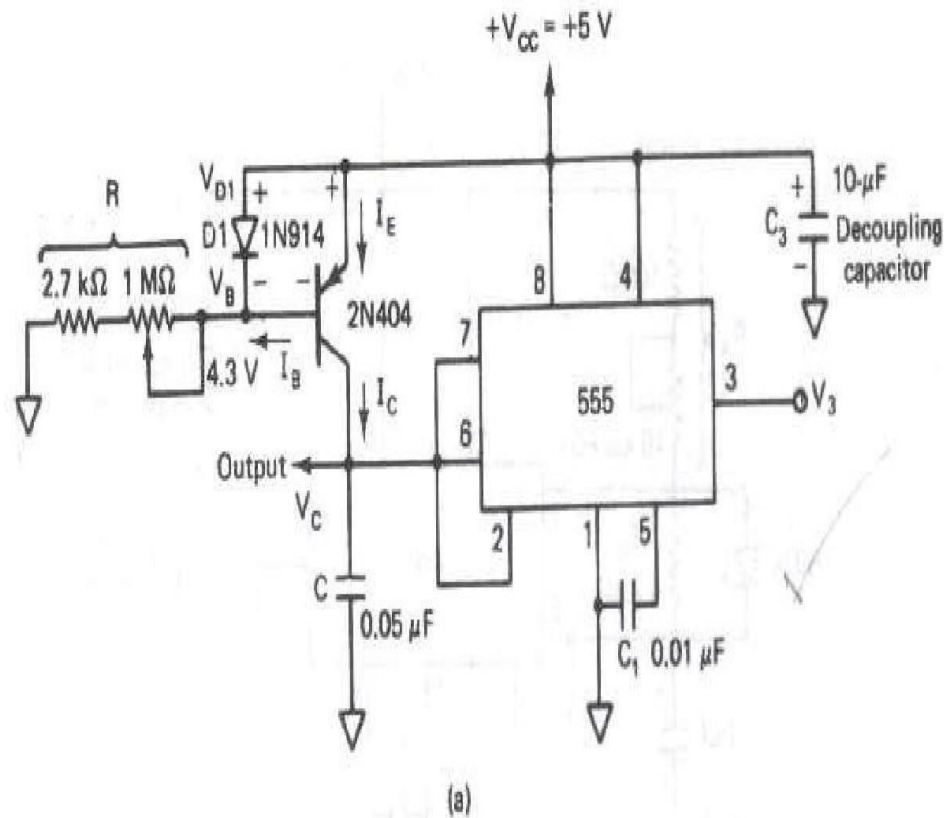 +V_CC = +5 V
R
V_D1
+
+
I_E
+
10-μF
D1
1N914
C_3
Decoupling
capacitor
2.7 kΩ
1 MΩ
V_B
−
−
8
4
−
2N404
7
4.3 V
I_B
I_C
555
3
V_3
6
Output
V_C
2
1
5
C
0.05 μF
C_1 0.01 μF
(a)